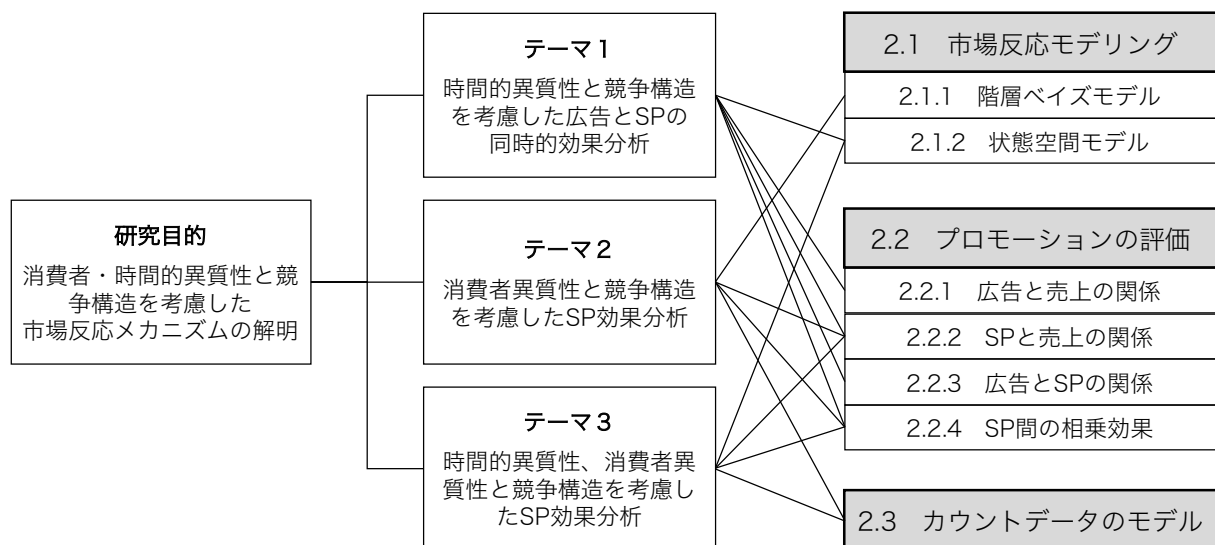 研究目的
消費者・時間的異質性と競
争構造を考慮した
市場反応メカニズムの解明
テーマ１
時間的異質性と競争構造
を考慮した広告とSPの
同時的効果分析
テーマ２
消費者異質性と競争構造
を考慮したSP効果分析
テーマ３
時間的異質性、消費者異
質性と競争構造を考慮し
たSP効果分析
2.1　市場反応モデリング
2.1.1　階層ベイズモデル
2.1.2　状態空間モデル
2.2　プロモーションの評価
2.2.1　広告と売上の関係
2.2.2　SPと売上の関係
2.2.3　広告とSPの関係
2.2.4　SP間の相乗効果
2.3　カウントデータのモデル